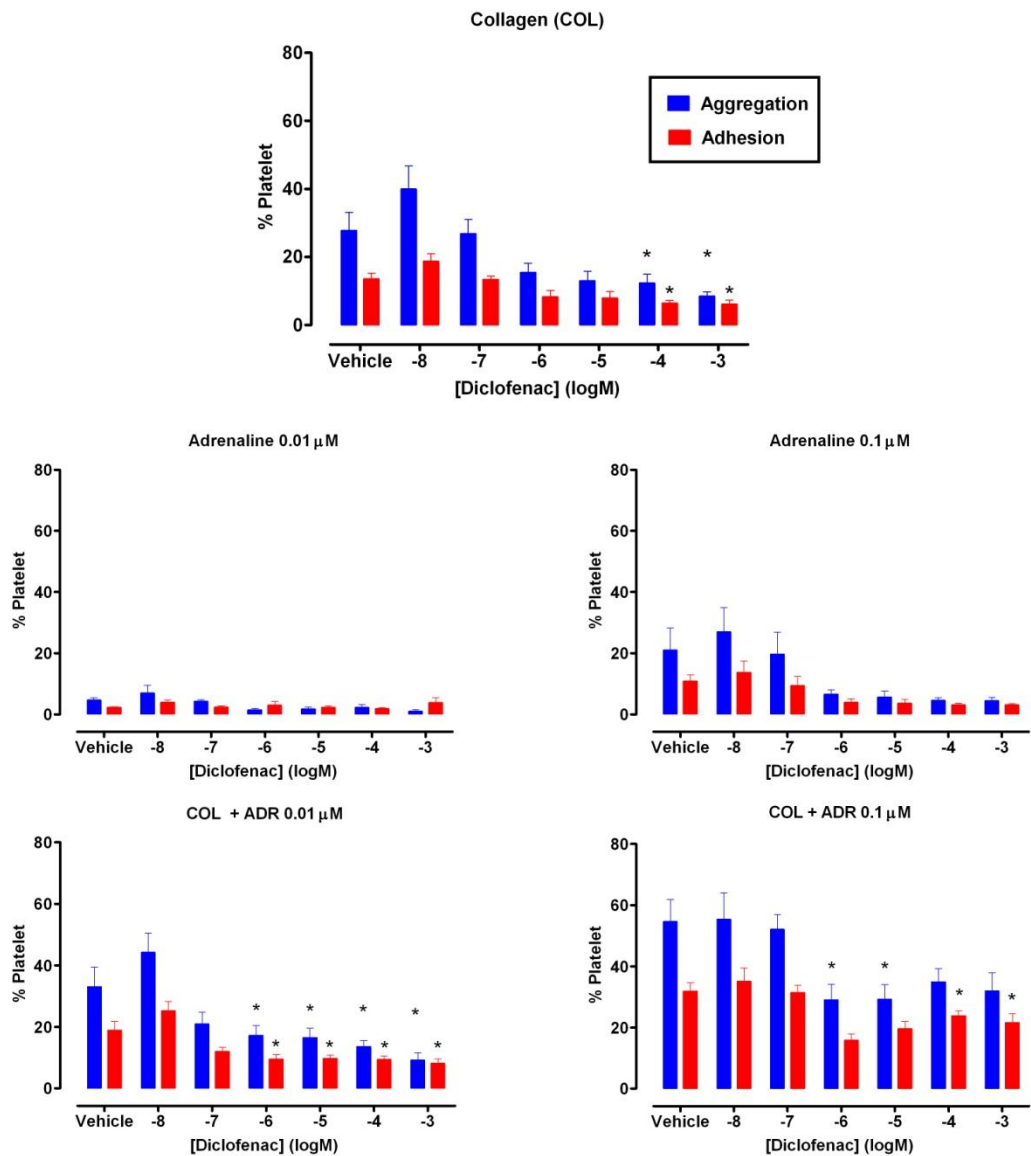 Collagen (COL)
80
60
40
20
0
% Platelet
Aggregation
Adhesion
* *
* *
Vehicle -8 -7 -6 -5 -4 -3
[Diclofenac] (logM)
Adrenaline 0.01 μM
80
60
40
20
0
% Platelet
Vehicle -8 -7 -6 -5 -4 -3
[Diclofenac] (logM)
Adrenaline 0.1 μM
80
60
40
20
0
% Platelet
Vehicle -8 -7 -6 -5 -4 -3
[Diclofenac] (logM)
COL + ADR 0.01 μM
80
60
40
20
0
% Platelet
* * * *
* * * *
Vehicle -8 -7 -6 -5 -4 -3
[Diclofenac] (logM)
COL + ADR 0.1 μM
80
60
40
20
0
% Platelet
* *
* *
Vehicle -8 -7 -6 -5 -4 -3
[Diclofenac] (logM)